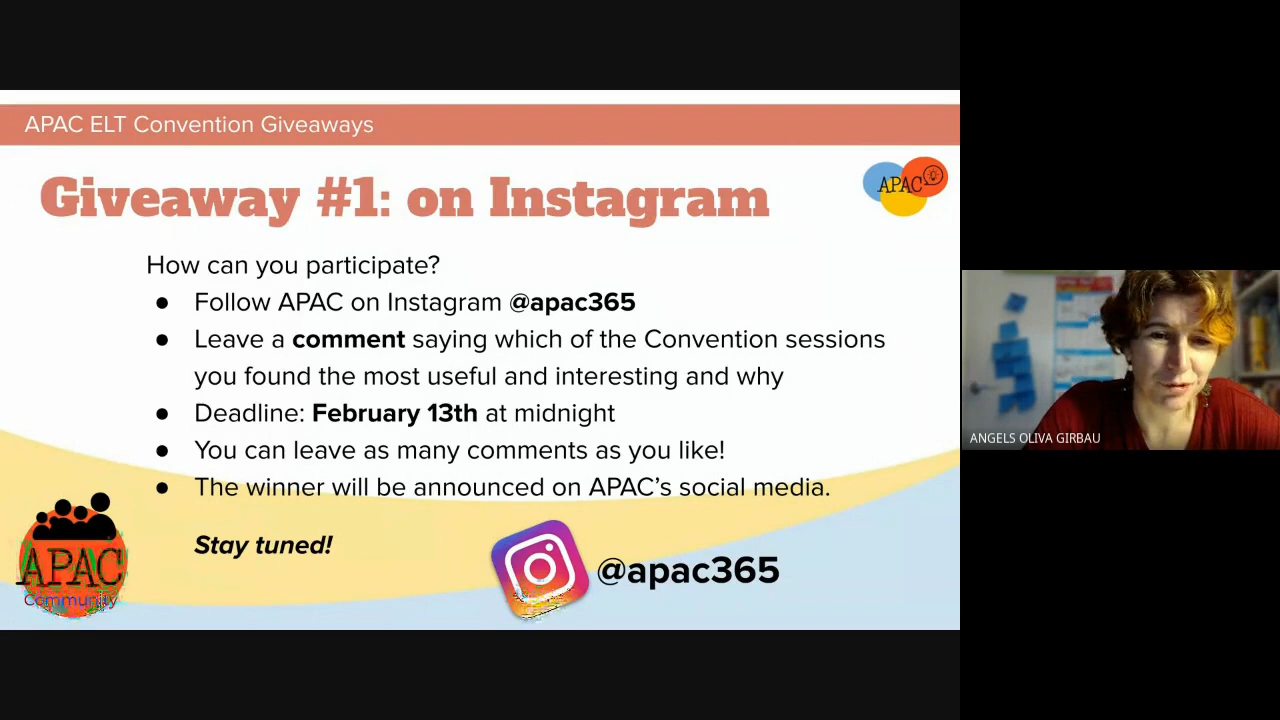 APAC ELT Convention Giveaways
Giveaway #1: on Instagram
APAC
How can you participate?
● Follow APAC on Instagram @apac365
● Leave a comment saying which of the Convention sessions
you found the most useful and interesting and why
● Deadline: February 13th at midnight
● You can leave as many comments as you like!
● The winner will be announced on APAC’s social media.
Stay tuned!
@apac365
APAC
Community
ANGELS OLIVA GIRBAU